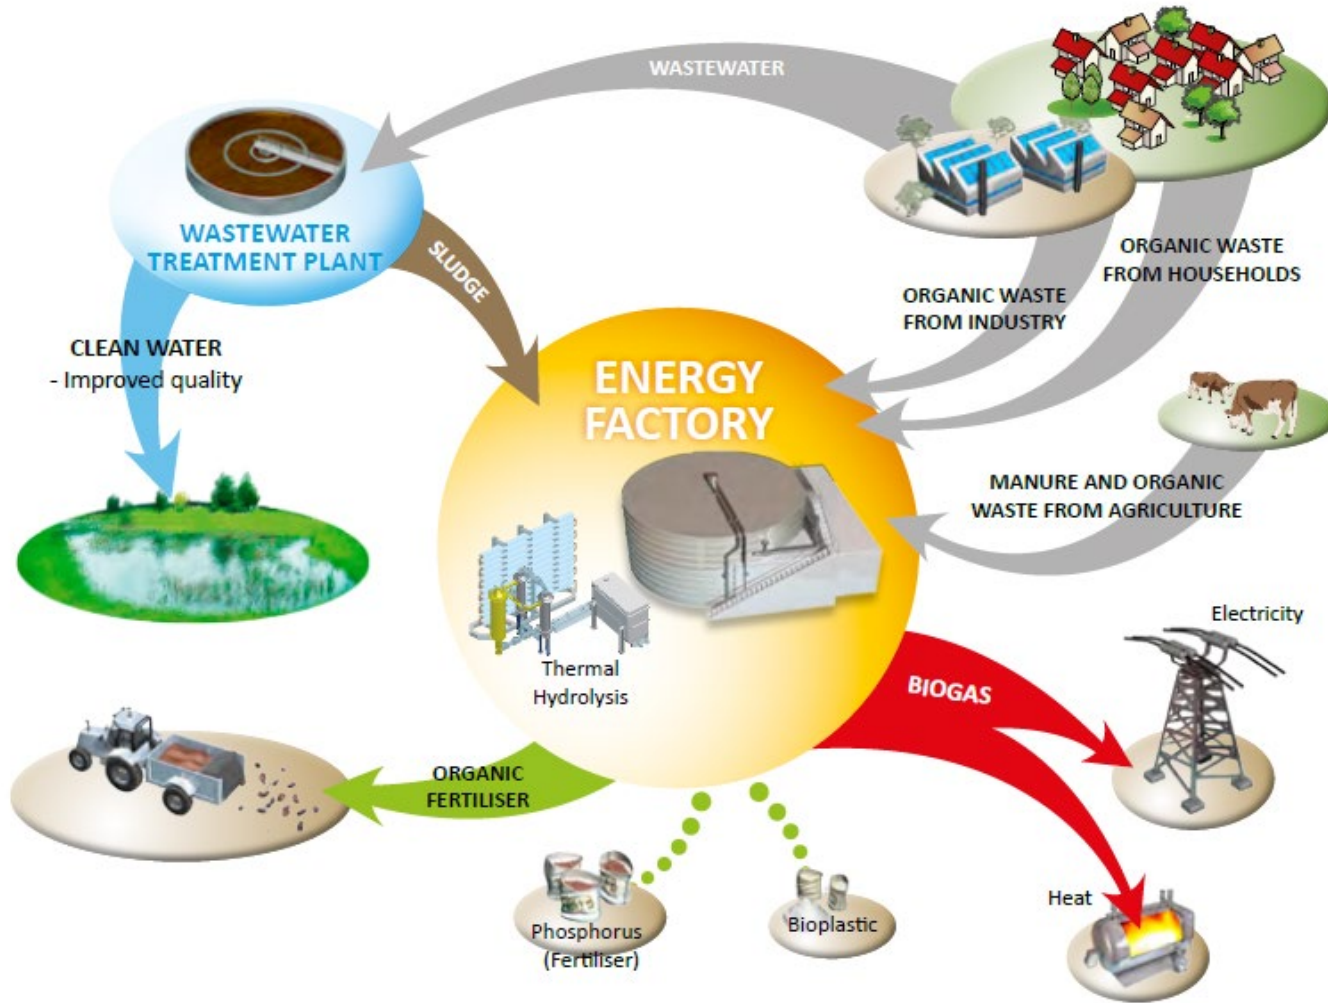 WASTEWATER
WASTEWATER
TREATMENT PLANT
SLUDGE
ORGANIC WASTE
FROM HOUSEHOLDS
ORGANIC WASTE
FROM INDUSTRY
CLEAN WATER
- Improved quality
ENERGY
FACTORY
MANURE AND ORGANIC
WASTE FROM AGRICULTURE
Thermal
Hydrolysis
Electricity
BIOGAS
ORGANIC
FERTILISER
Phosphorus
(Fertiliser)
Bioplastic
Heat